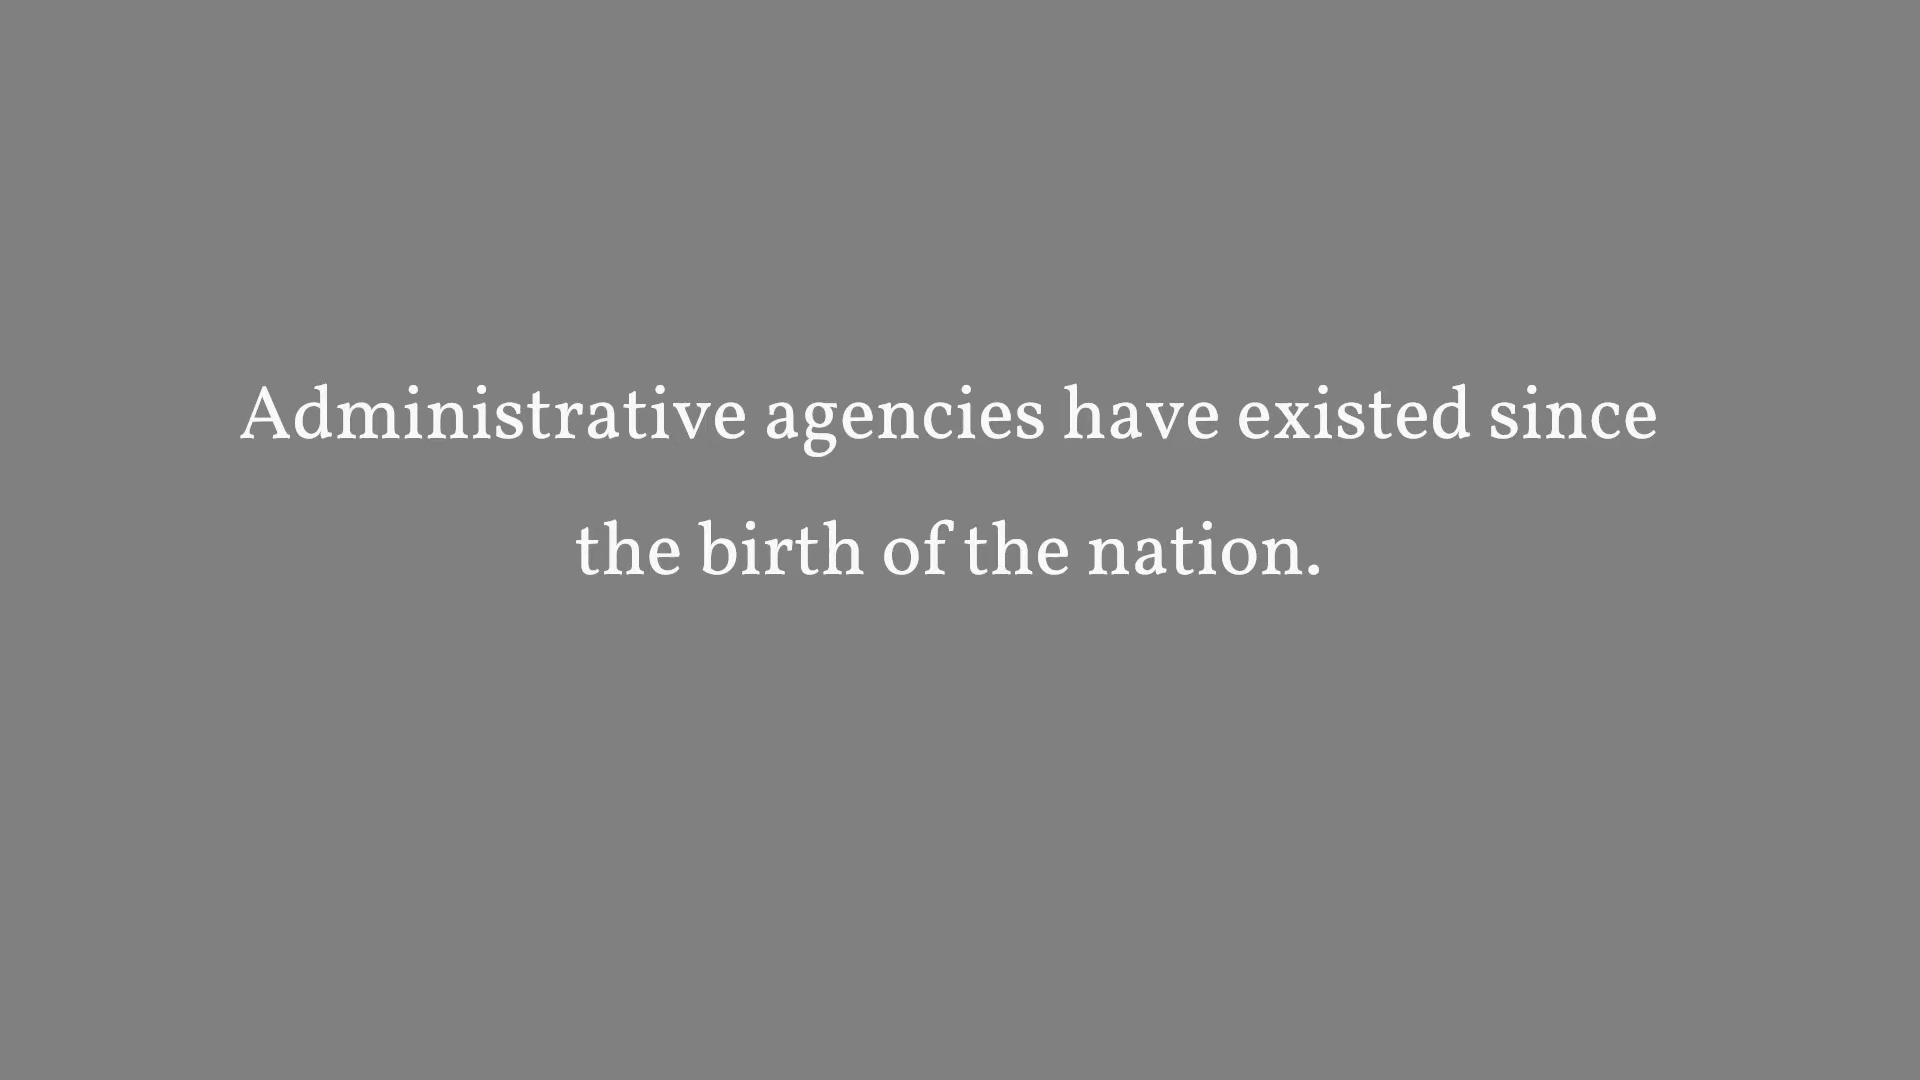 Administrative agencies have existed since
the birth of the nation.